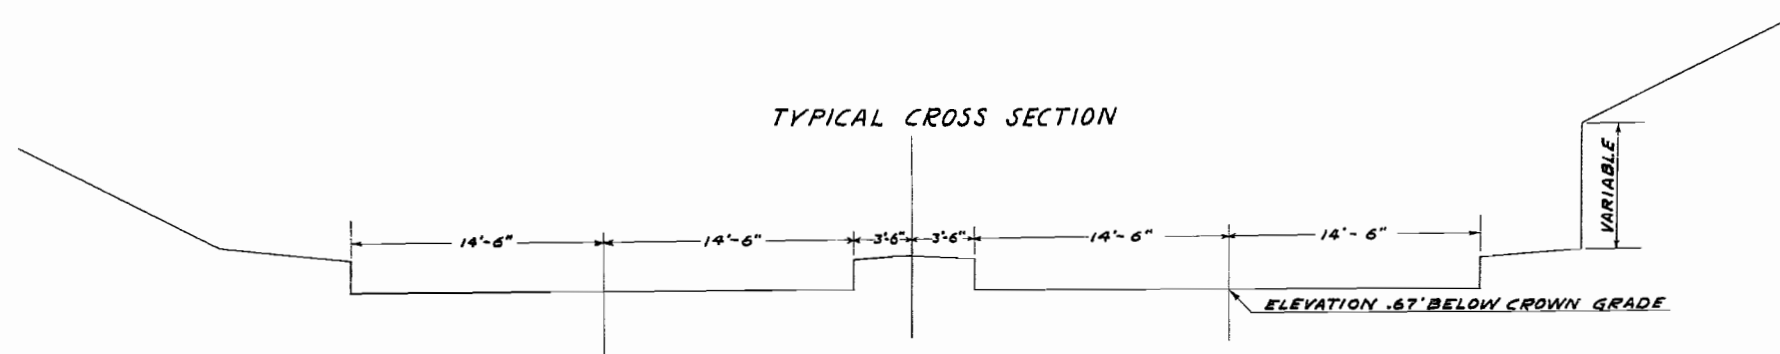 TYPICAL CROSS SECTION
VARIABLE
14'-6" 14'-6" 3'-6" 3'-6" 14'-6" 14'-6"
ELEVATION .67' BELOW CROWN GRADE